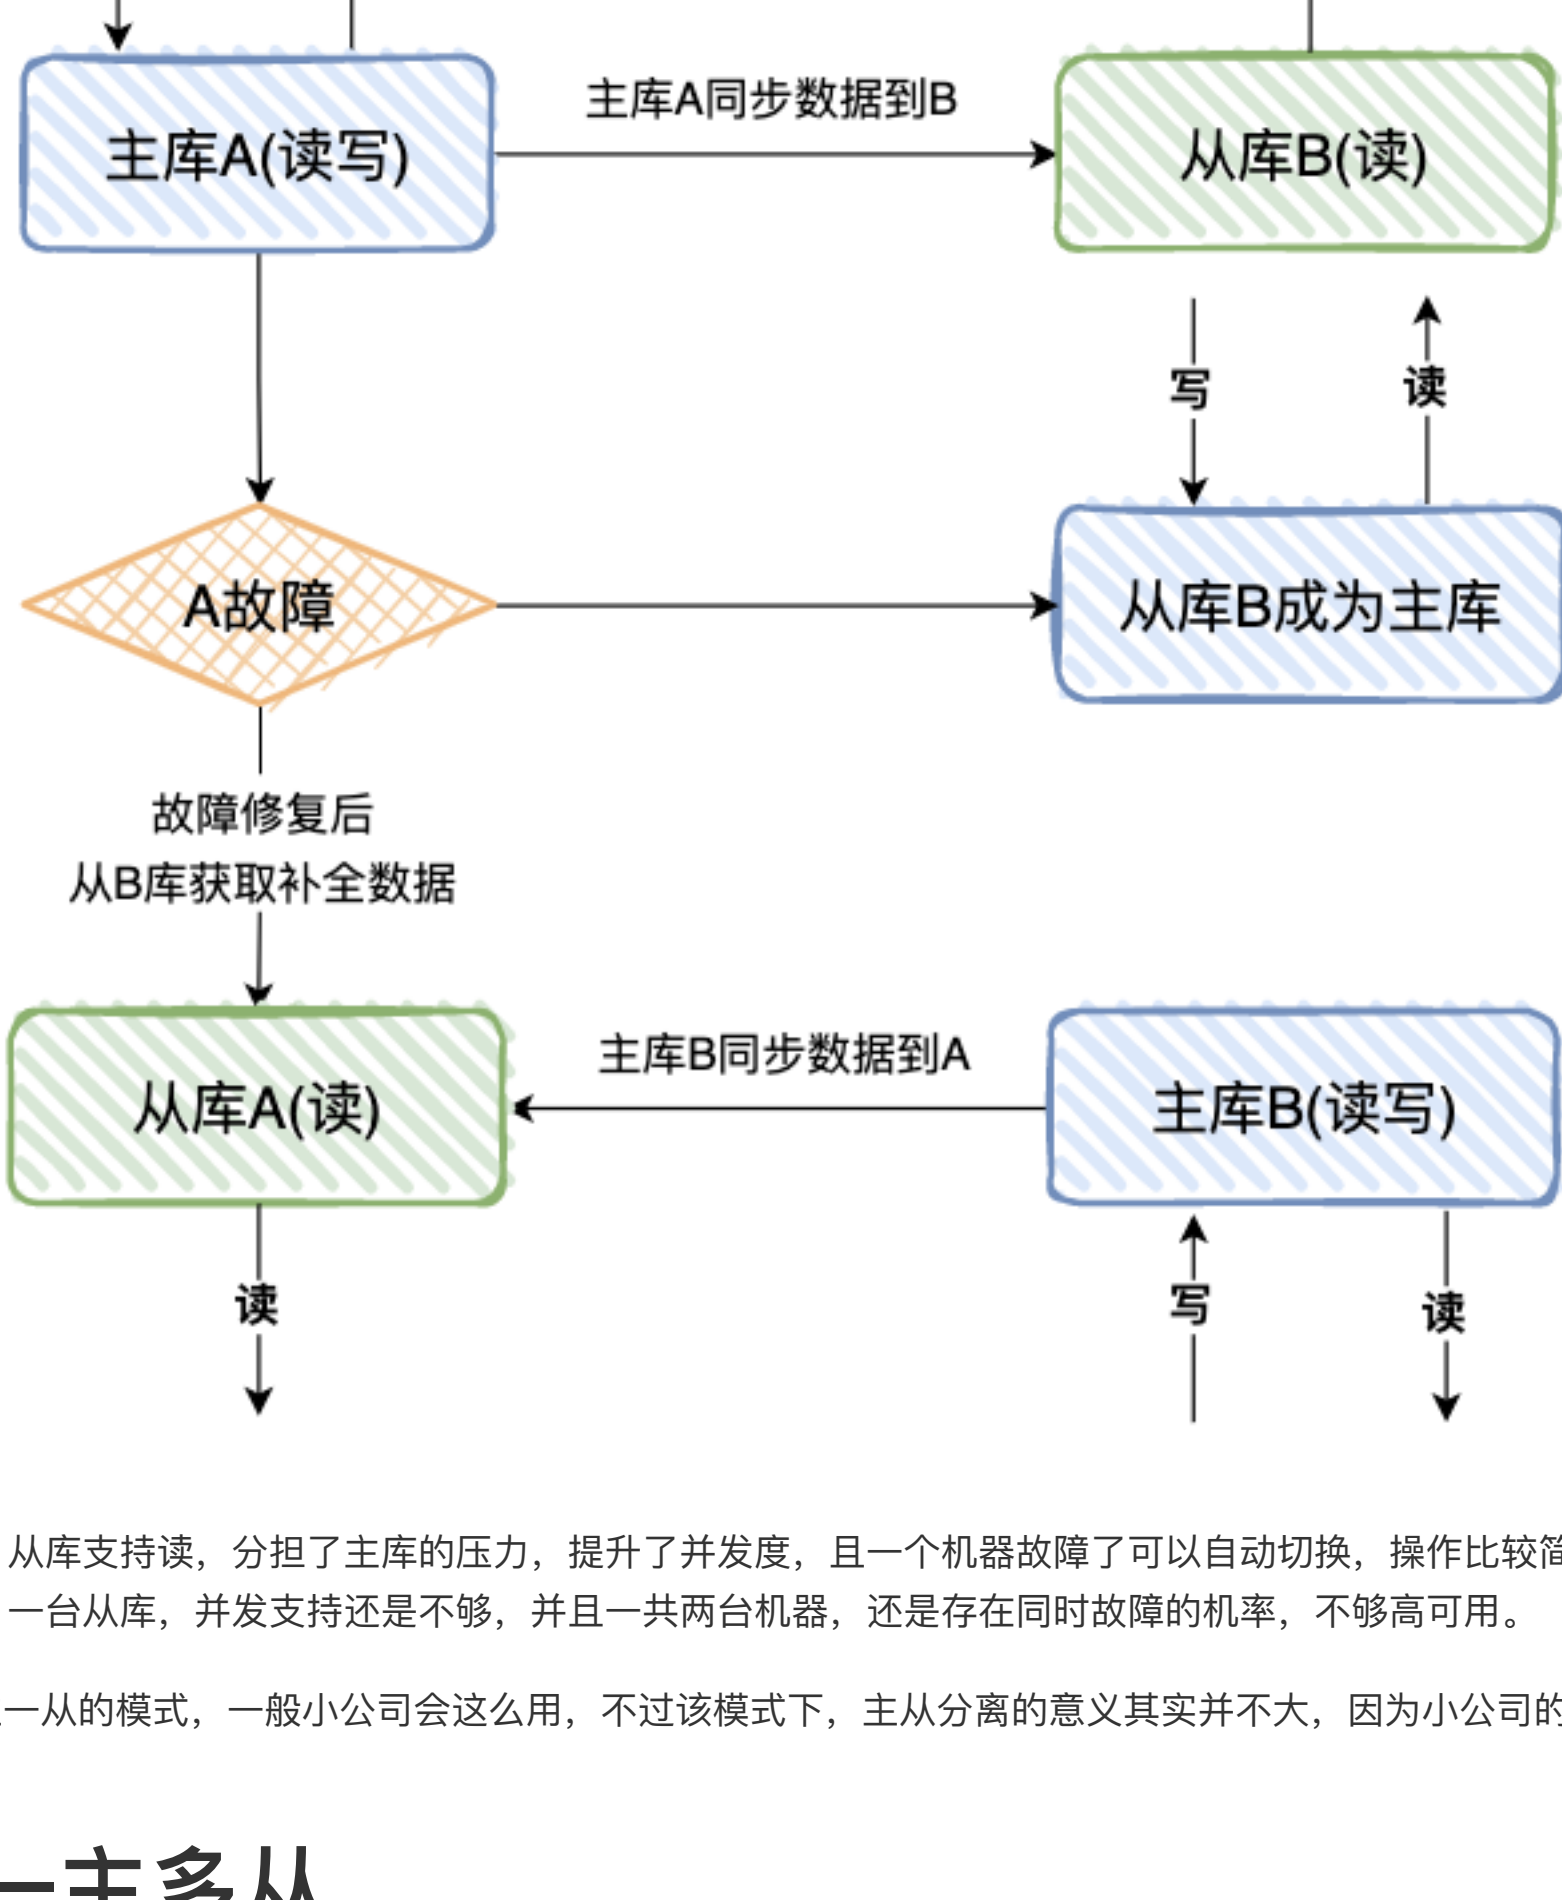 主库A同步数据到B
主库A(读写)
从库B(读)
写
读
A故障
从库B成为主库
故障修复后
从B库获取补全数据
主库B同步数据到A
从库A(读)
主库B(读写)
读
写
读
从库支持读，分担了主库的压力，提升了并发度，且一个机器故障了可以自动切换，操作比较简
一台从库，并发支持还是不够，并且一共两台机器，还是存在同时故障的机率，不够高可用。
一从的模式，一般小公司会这么用，不过该模式下，主从分离的意义其实并不大，因为小公司的
一主多从